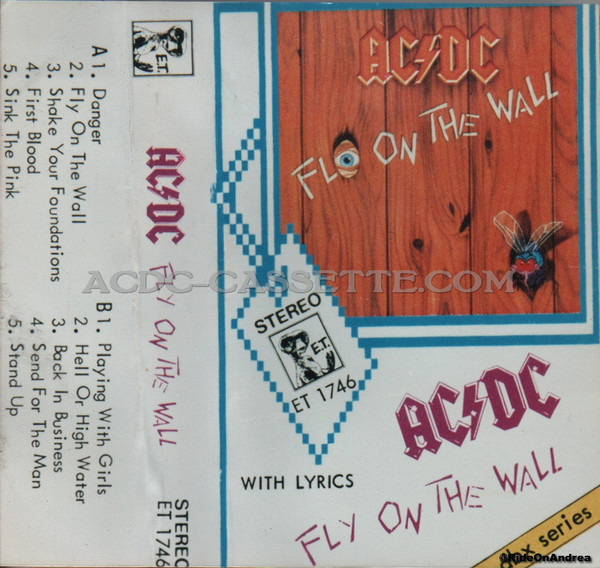 A1. Danger
2. Fly On The Wall
3. Shake Your Foundations
4. First Blood
5. Sink The Pink
B1. Playing With Girls
2. Hell Or High Water
3. Back In Business
4. Send For The Man
5. Stand Up
E.T.
AC/DC
FLY ON THE WALL
STEREO
ET 1746
AC/DC
FLY ON THE WALL
STEREO
E.T.
ET 1746
WITH LYRICS
AC/DC
FLY ON THE WALL
dbx series
ACDC-CASSETTE.COM
@RideOnAndrea